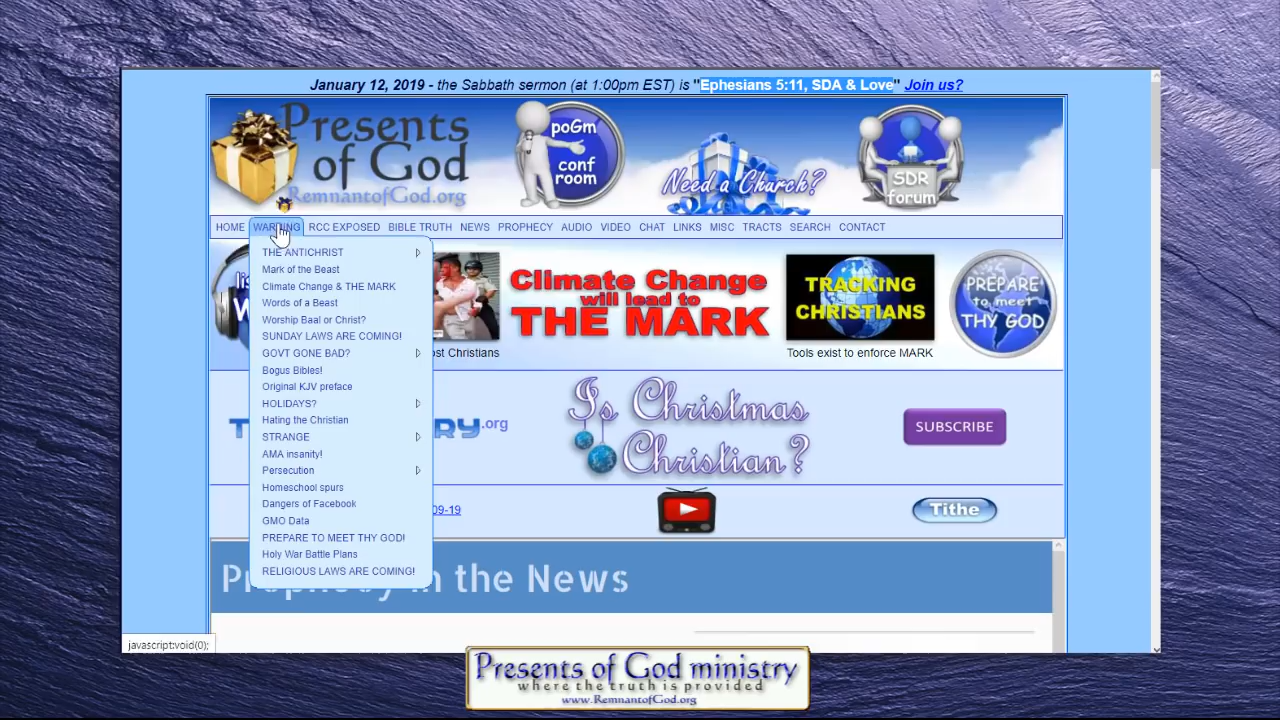 January 12, 2019 - the Sabbath sermon (at 1:00pm EST) is "Ephesians 5:11, SDA & Love" Join us?
Presents
of God
RemnantofGod.org
poGm
conf
room
Need a Church?
SDR
forum
HOME WARNING RCC EXPOSED BIBLE TRUTH NEWS PROPHECY AUDIO VIDEO CHAT LINKS MISC TRACTS SEARCH CONTACT
THE ANTICHRIST
Mark of the Beast
Climate Change & THE MARK
Words of a Beast
Worship Baal or Christ?
SUNDAY LAWS ARE COMING!
GOVT GONE BAD?
Bogus Bibles!
Original KJV preface
HOLIDAYS?
Hating the Christian
STRANGE
AMA insanity!
Persecution
Homeschool spurs
Dangers of Facebook
GMO Data
PREPARE TO MEET THY GOD!
Holy War Battle Plans
RELIGIOUS LAWS ARE COMING!
Climate Change
will lead to
THE MARK
TRACKING
CHRISTIANS
PREPARE
to meet
THY GOD
ost Christians
Tools exist to enforce MARK
.org
Is Christmas
Christian?
SUBSCRIBE
09-19
Tithe
Prophecy in the News
javascript:void(0);
Presents of God ministry
where the truth is provided
www.RemnantofGod.org